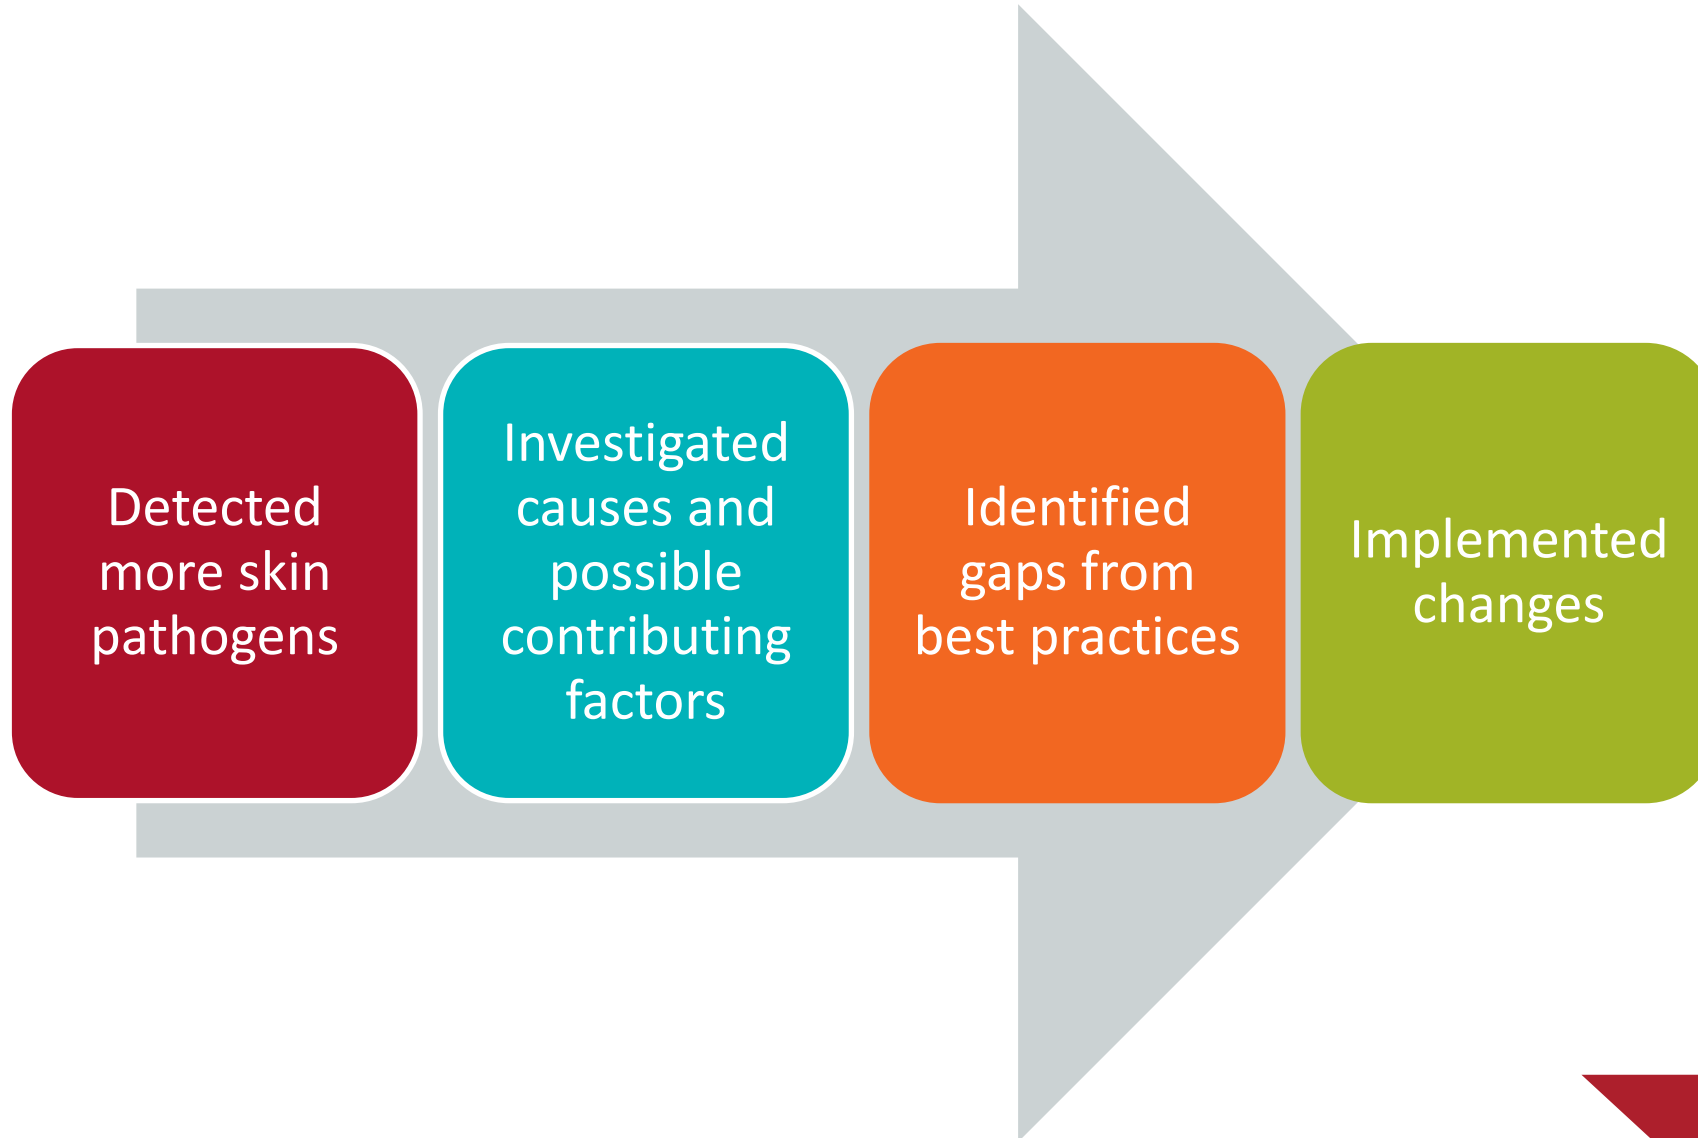 Detected
more skin
pathogens
Investigated
causes and
possible
contributing
factors
Identified
gaps from
best practices
Implemented
changes